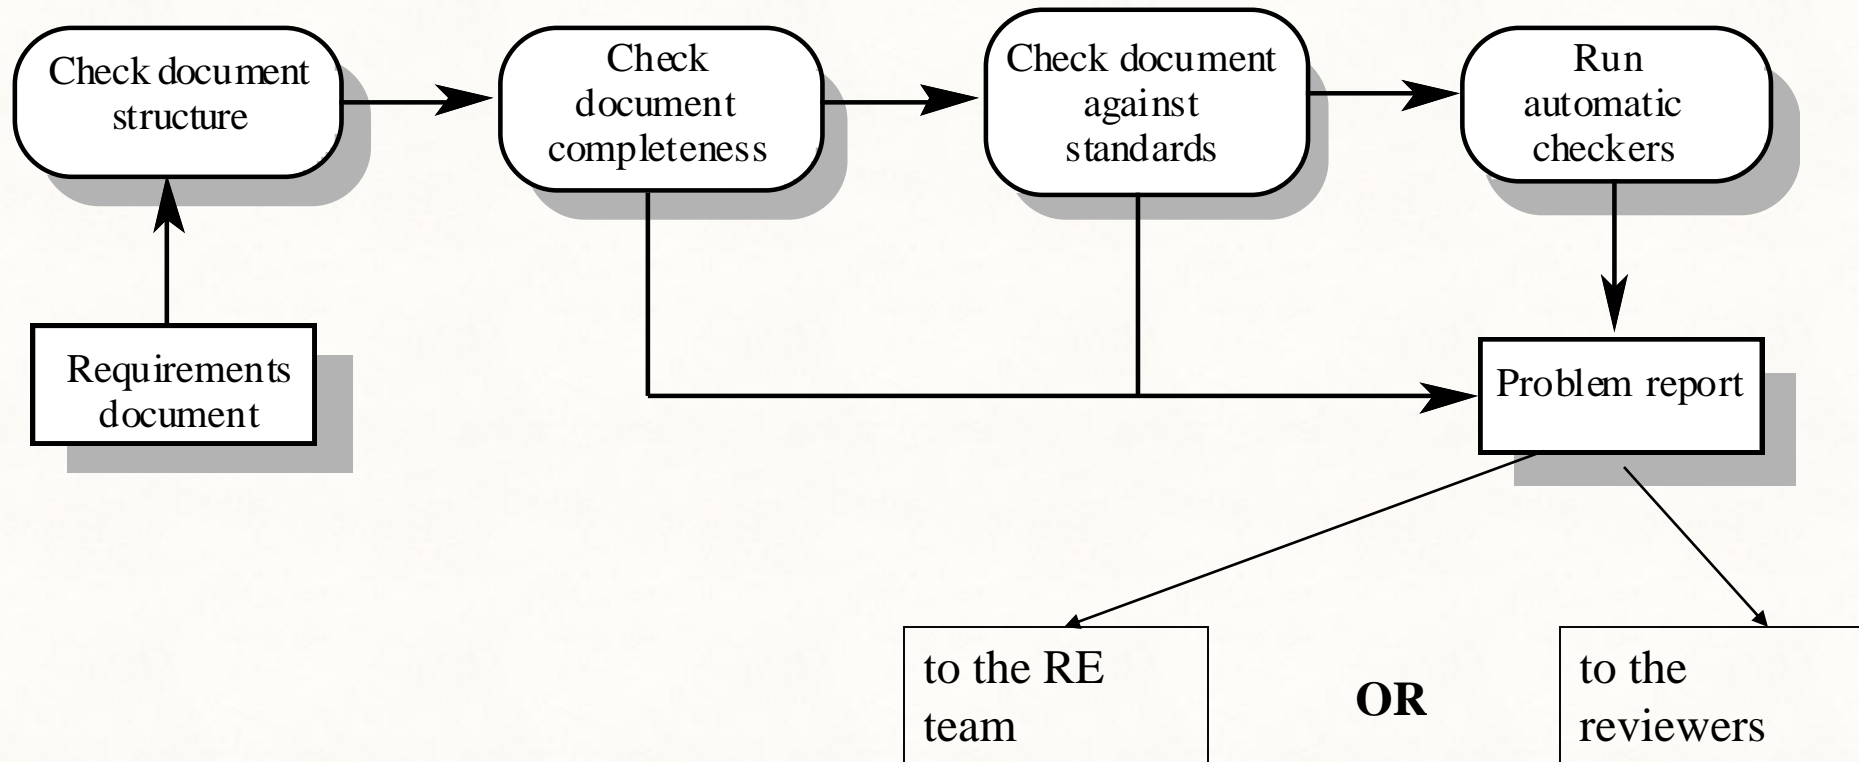 Check document
structure
Check
document
completeness
Check document
against
standards
Run
automatic
checkers
Requirements
document
Problem report
to the RE
team
OR
to the
reviewers